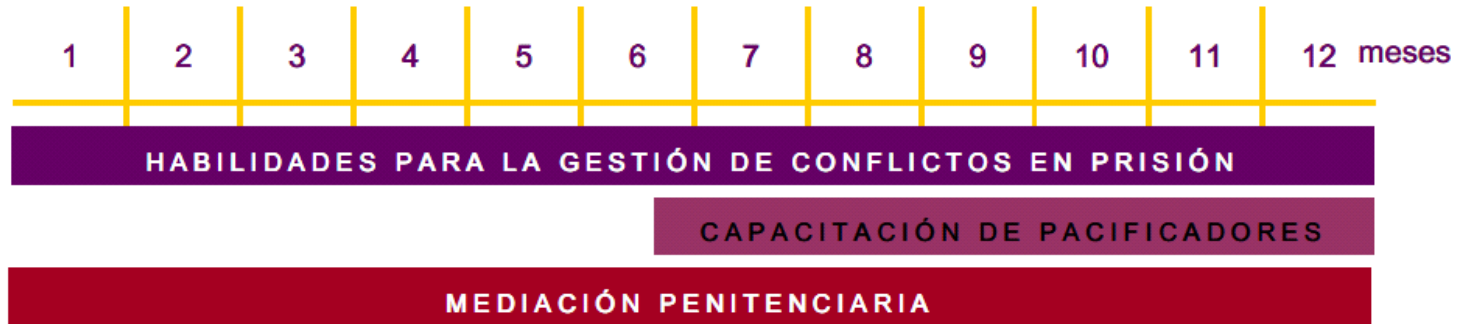 1 2 3 4 5 6 7 8 9 10 11 12 meses
HABILIDADES PARA LA GESTIÓN DE CONFLICTOS EN PRISIÓN
CAPACITACIÓN DE PACIFICADORES
MEDIACIÓN PENITENCIARIA